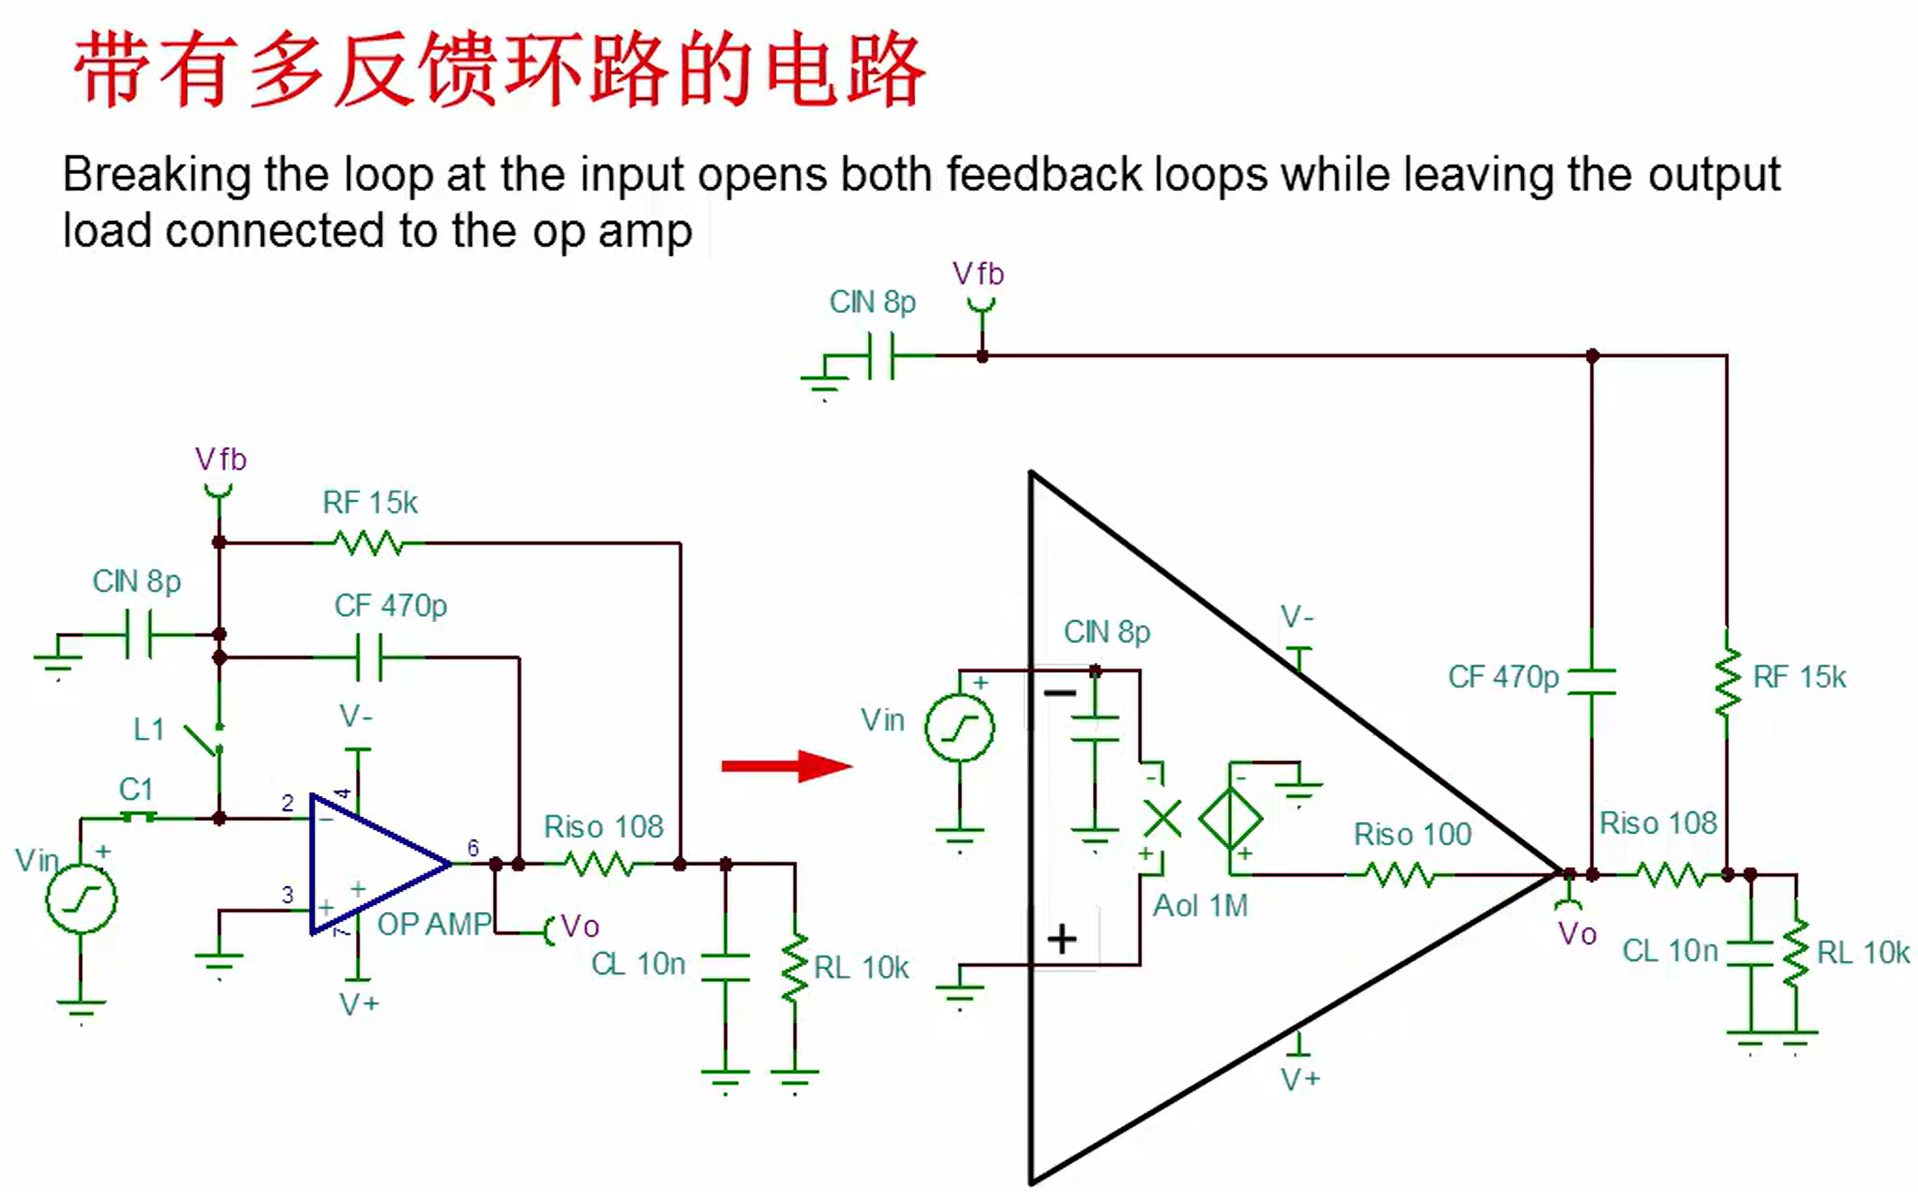 带有多反馈环路的电路
Breaking the loop at the input opens both feedback loops while leaving the output
load connected to the op amp
Vfb
CIN 8p
Vfb
RF 15k
CIN 8p
CF 470p
V-
L1
C1
2
4
Vin
+
-
6
Riso 108
3
+
+
7
OP AMP
Vo
CL 10n
RL 10k
V+
V-
CIN 8p
CF 470p
RF 15k
Vin
+
−
-
-
+
+
Riso 100
Riso 108
Aol 1M
+
Vo
CL 10n
RL 10k
V+